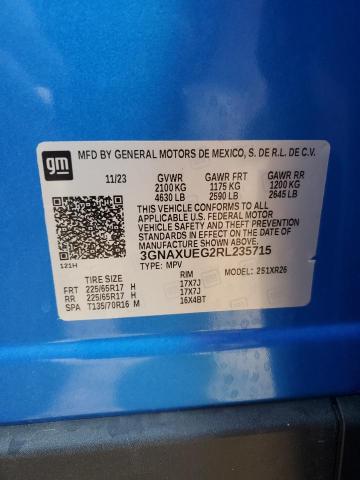 gm
MFD BY GENERAL MOTORS DE MEXICO, S. DE R.L. DE C.V.
11/23 GVWR GAWR FRT GAWR RR
2100 KG 1175 KG 1200 KG
4630 LB 2590 LB 2645 LB
THIS VEHICLE CONFORMS TO ALL
APPLICABLE U.S. FEDERAL MOTOR
VEHICLE SAFETY, BUMPER, AND THEFT
PREVENTION STANDARDS IN EFFECT ON
THE DATE OF MANUFACTURE SHOWN ABOVE.
3GNAXUEG2RL235715
121H TYPE: MPV MODEL: 251XR26
TIRE SIZE RIM
FRT 225/65R17 H 17X7J
RR 225/65R17 H 17X7J
SPA T135/70R16 M 16X4BT